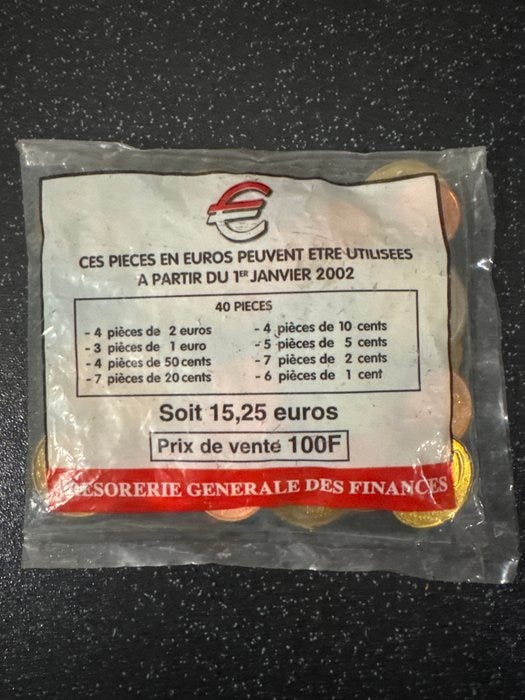 CES PIECES EN EUROS PEUVENT ETRE UTILISEES
A PARTIR DU 1ER JANVIER 2002
40 PIECES
- 4 pièces de 2 euros
- 3 pièces de 1 euro
- 4 pièces de 50 cents
- 7 pièces de 20 cents
- 4 pièces de 10 cents
- 5 pièces de 5 cents
- 7 pièces de 2 cents
- 6 pièces de 1 cent
Soit 15,25 euros
Prix de vente 100F
TRESORERIE GENERALE DES FINANCES